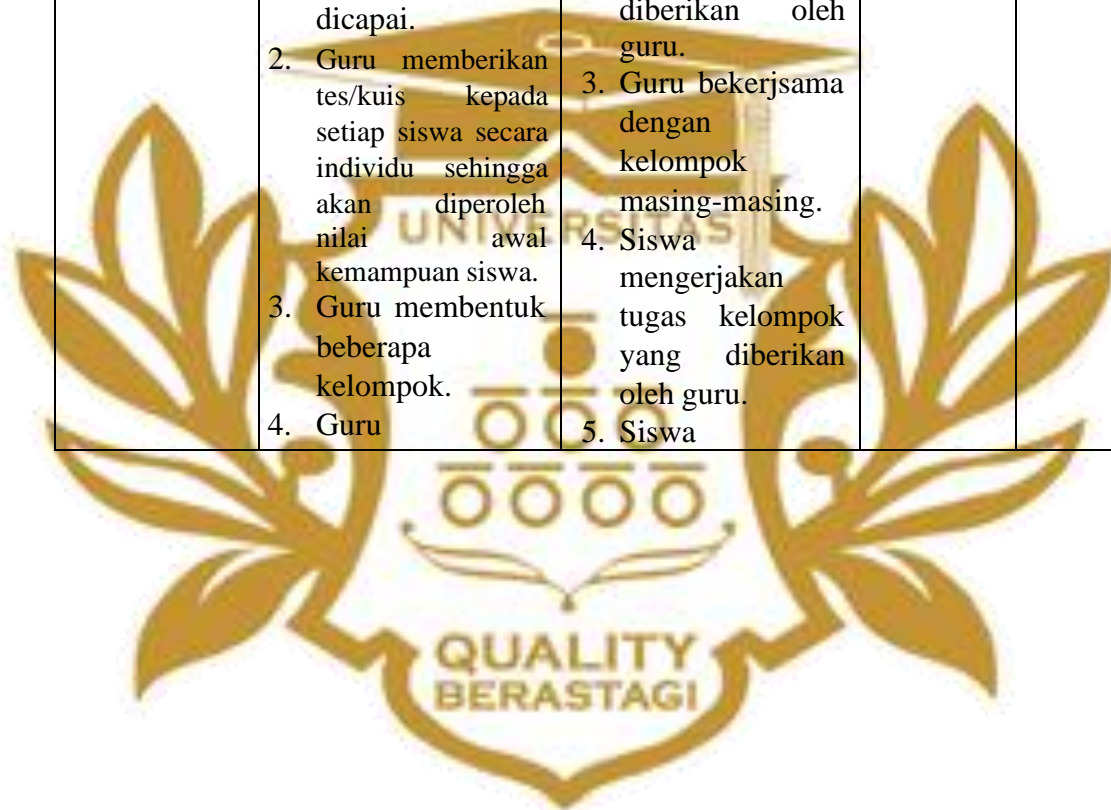 dicapai.
2. Guru memberikan
tes/kuis kepada
setiap siswa secara
individu sehingga
akan diperoleh
nilai awal
kemampuan siswa.
3. Guru membentuk
beberapa
kelompok.
4. Guru
diberikan oleh
guru.
3. Guru bekerjsama
dengan
kelompok
masing-masing.
4. Siswa
mengerjakan
tugas kelompok
yang diberikan
oleh guru.
5. Siswa
UNIVERSITAS
QUALITY
BERASTAGI